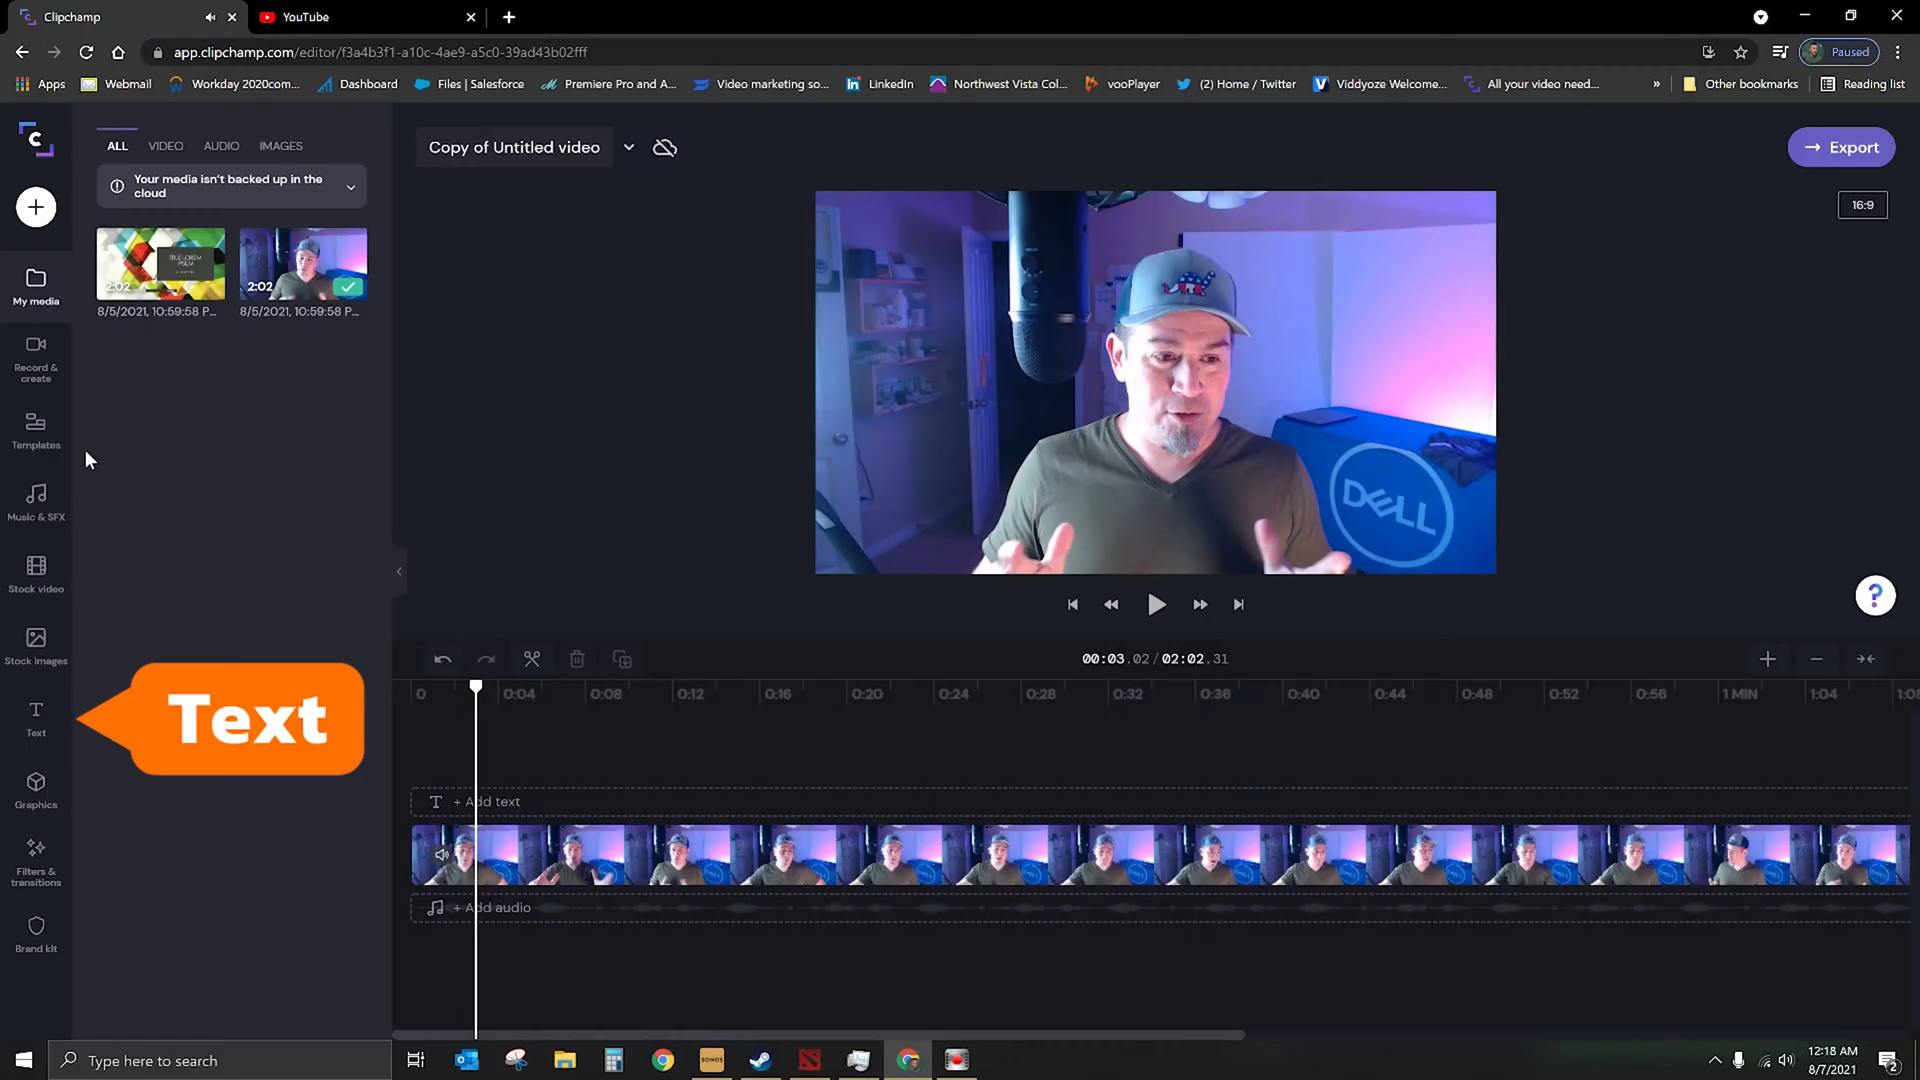 Clipchamp
YouTube
app.clipchamp.com/editor/f3a4b3f1-a10c-4ae9-a5c0-39ad43b02fff
Paused
Apps
Webmail
Workday 2020com...
Dashboard
Files | Salesforce
Premiere Pro and A...
Video marketing so...
LinkedIn
Northwest Vista Col...
vooPlayer
(2) Home / Twitter
Viddyoze Welcome...
All your video need...
»
Other bookmarks
Reading list
ALL VIDEO AUDIO IMAGES
Your media isn't backed up in the
cloud
Copy of Untitled video
Export
16:9
TITLE LOREM
IPSUM
2:02
2:02
8/5/2021, 10:59:58 P...
8/5/2021, 10:59:58 P...
My media
Record &
create
Templates
Music & SFX
Stock video
Stock images
Text
Graphics
Filters &
transitions
Brand kit
Text
DELL
?
00:03.02 / 02:02.31
0 0:04 0:08 0:12 0:16 0:20 0:24 0:28 0:32 0:36 0:40 0:44 0:48 0:52 0:56 1 MIN 1:04 1:08
T + Add text
+ Add audio
Type here to search
SONOS
12:18 AM
8/7/2021
2